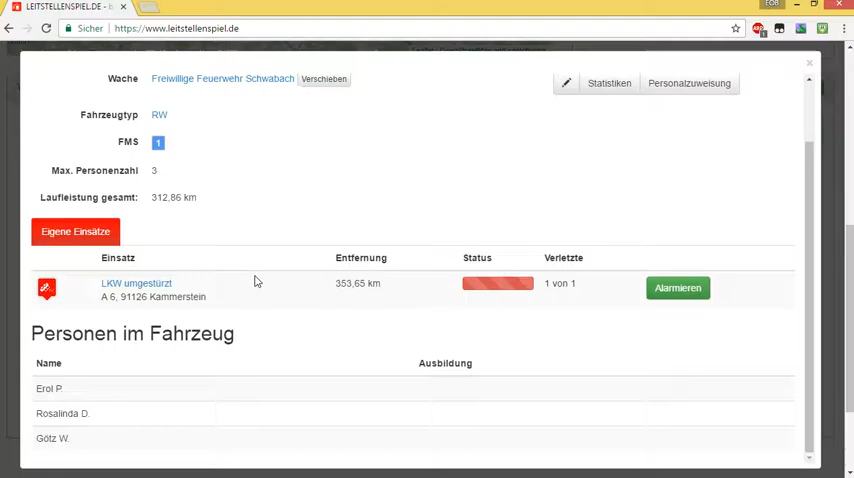 LEITSTELLENSPIEL.DE - b
EOB
Sicher | https://www.leitstellenspiel.de
Wache Freiwillige Feuerwehr Schwabach Verschieben
Statistiken Personalzuweisung
Fahrzeugtyp RW
FMS 1
Max. Personenzahl 3
Laufleistung gesamt: 312,86 km
Eigene Einsätze
Einsatz Entfernung Status Verletzte
LKW umgestürzt 353,65 km 1 von 1 Alarmieren
A 6, 91126 Kammerstein
Personen im Fahrzeug
Name Ausbildung
Erol P.
Rosalinda D.
Götz W.